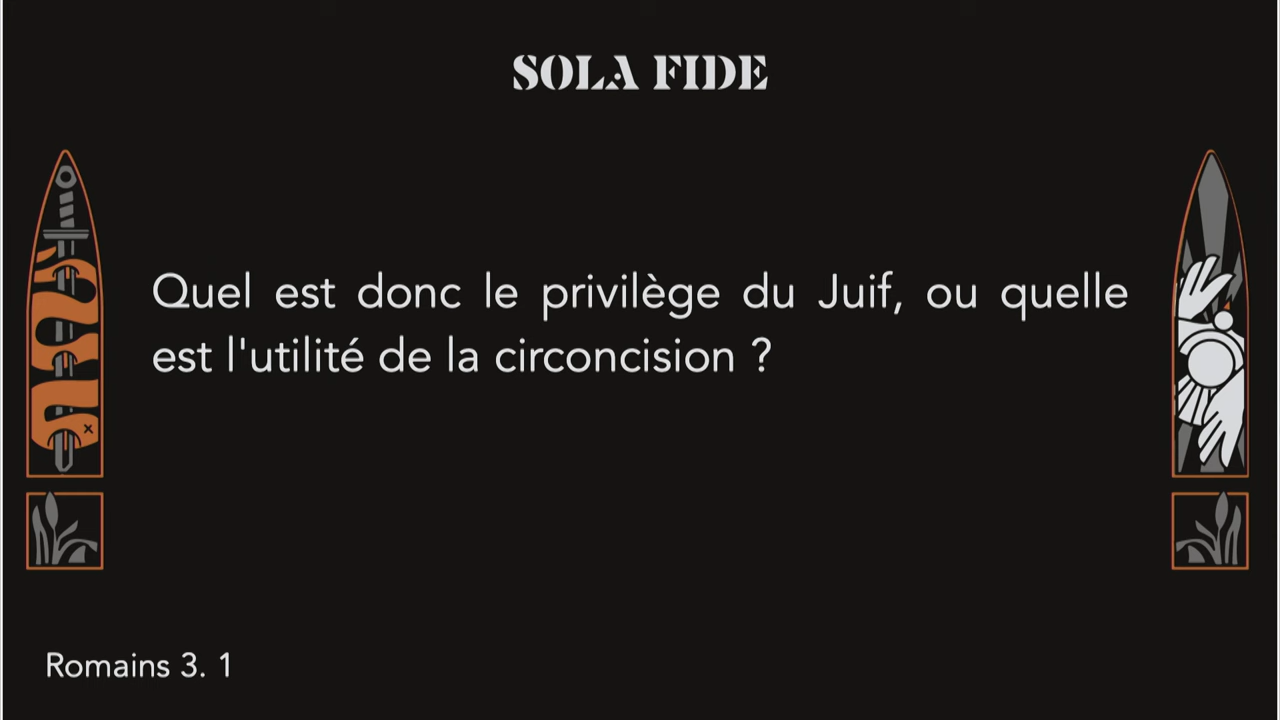 SOLA FIDE
Quel est donc le privilège du Juif, ou quelle
est l'utilité de la circoncision ?
Romains 3. 1